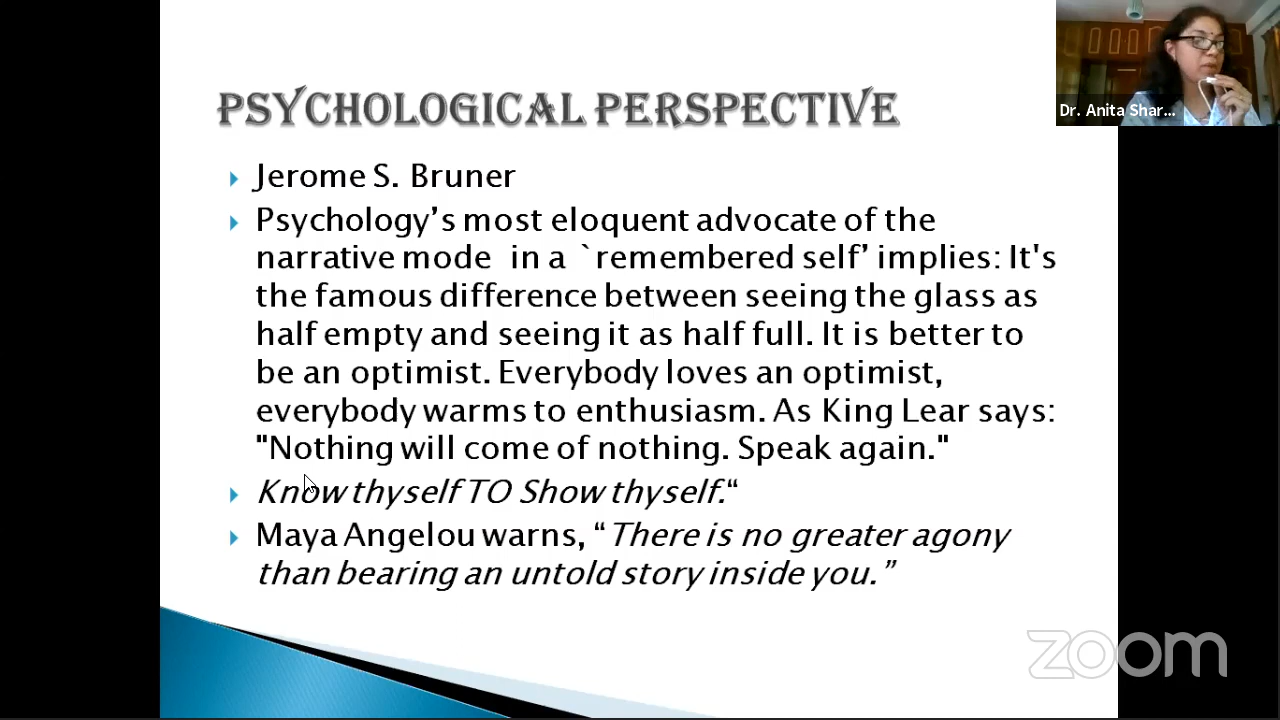 PSYCHOLOGICAL PERSPECTIVE
Jerome S. Bruner
Psychology’s most eloquent advocate of the
narrative mode in a `remembered self’ implies: It's
the famous difference between seeing the glass as
half empty and seeing it as half full. It is better to
be an optimist. Everybody loves an optimist,
everybody warms to enthusiasm. As King Lear says:
"Nothing will come of nothing. Speak again."
Know thyself TO Show thyself.“
Maya Angelou warns, “There is no greater agony
than bearing an untold story inside you.”
Dr. Anita Shar...
zoom